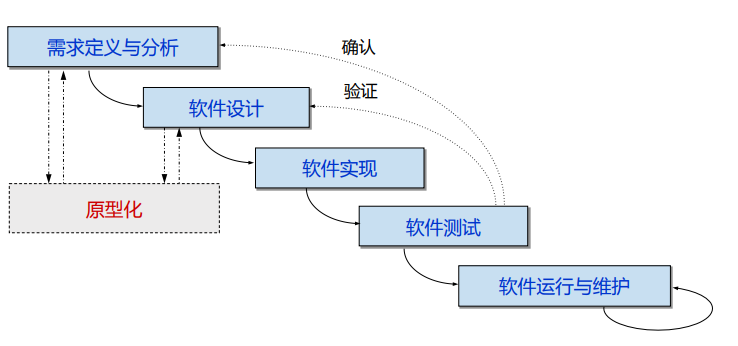 需求定义与分析
确认
验证
软件设计
软件实现
原型化
软件测试
软件运行与维护